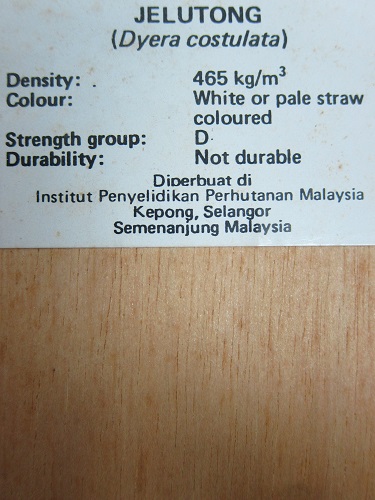 JELUTONG
(Dyera costulata)
Density: 465 kg/m³
Colour: White or pale straw
coloured
Strength group: D
Durability: Not durable
Diperbuat di
Institut Penyelidikan Perhutanan Malaysia
Kepong, Selangor
Semenanjung Malaysia